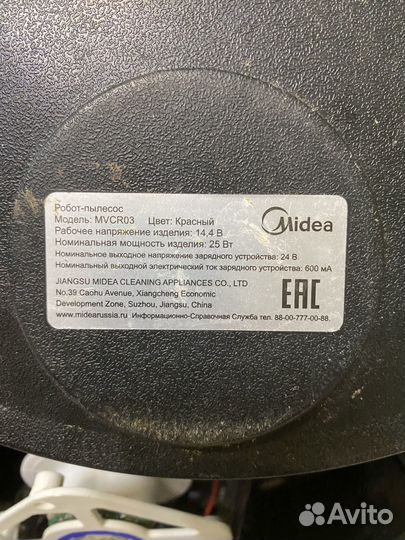 Робот-пылесос
Модель: MVCR03 Цвет: Красный
Midea
Рабочее напряжение изделия: 14,4 В
Номинальная мощность изделия: 25 Вт
Номинальное выходное напряжение зарядного устройства: 24 В
Номинальный выходной электрический ток зарядного устройства: 600 мА
JIANGSU MIDEA CLEANING APPLIANCES CO., LTD
No.39 Caohu Avenue, Xiangcheng Economic
Development Zone, Suzhou, Jiangsu, China
EAC
www.midearussia.ru Информационно-Справочная Служба тел. 88-00-777-00-88.
Avito